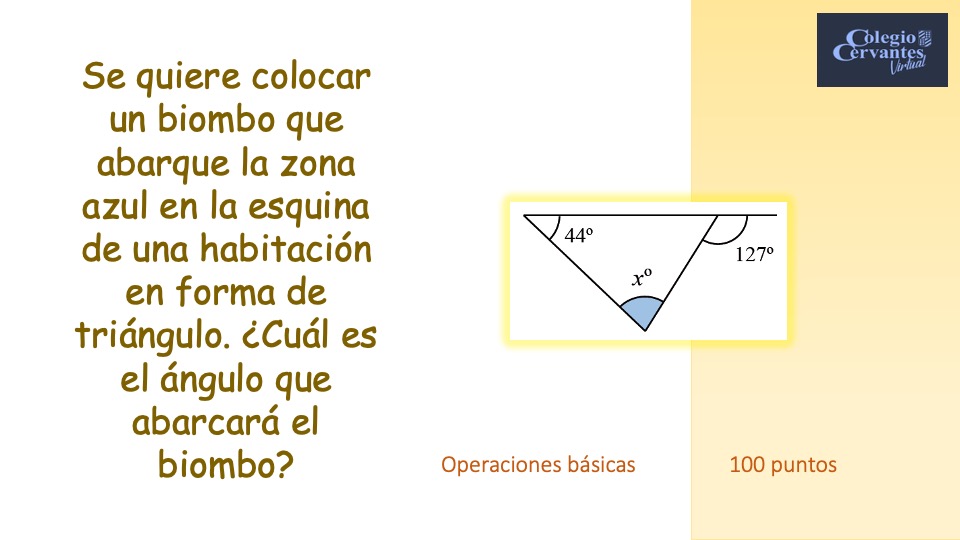 Colegio
Cervantes
Virtual
Se quiere colocar
un biombo que
abarque la zona
azul en la esquina
de una habitación
en forma de
triángulo. ¿Cuál es
el ángulo que
abarcará el
biombo?
44º
127º
xº
Operaciones básicas
100 puntos